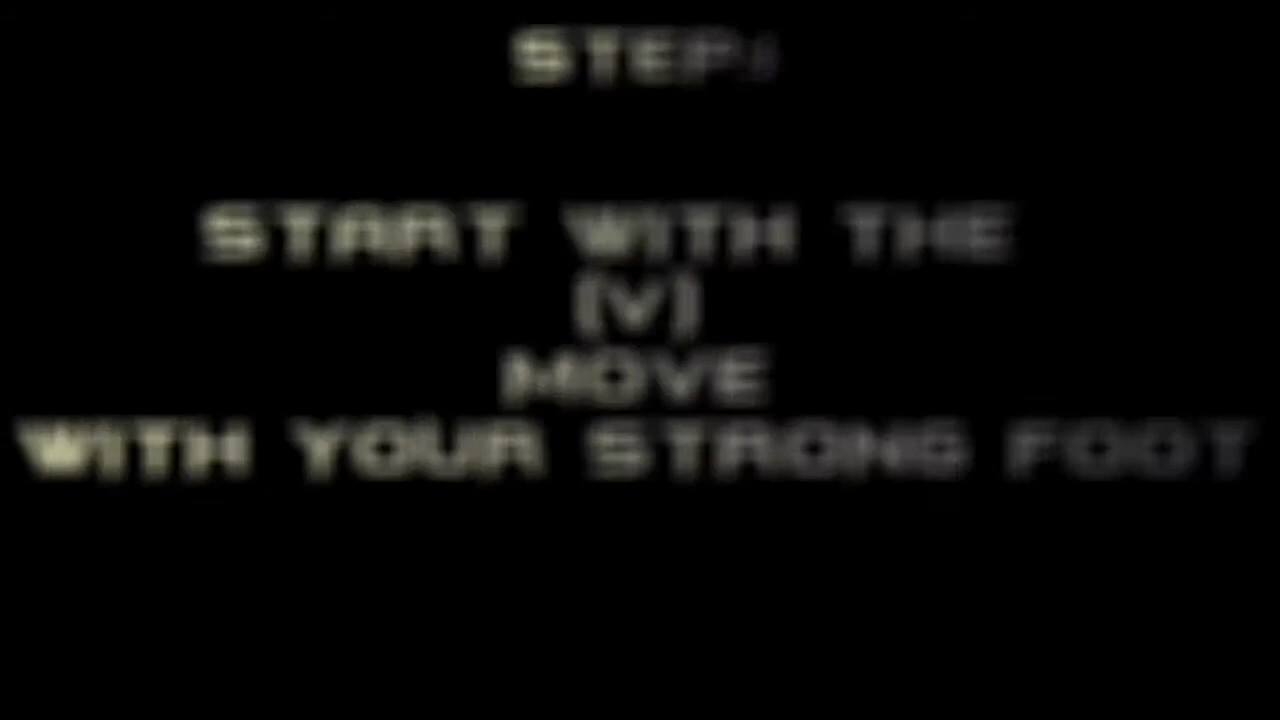 STEP:
START WITH THE
(V)
MOVE
WITH YOUR STRONG FOOT